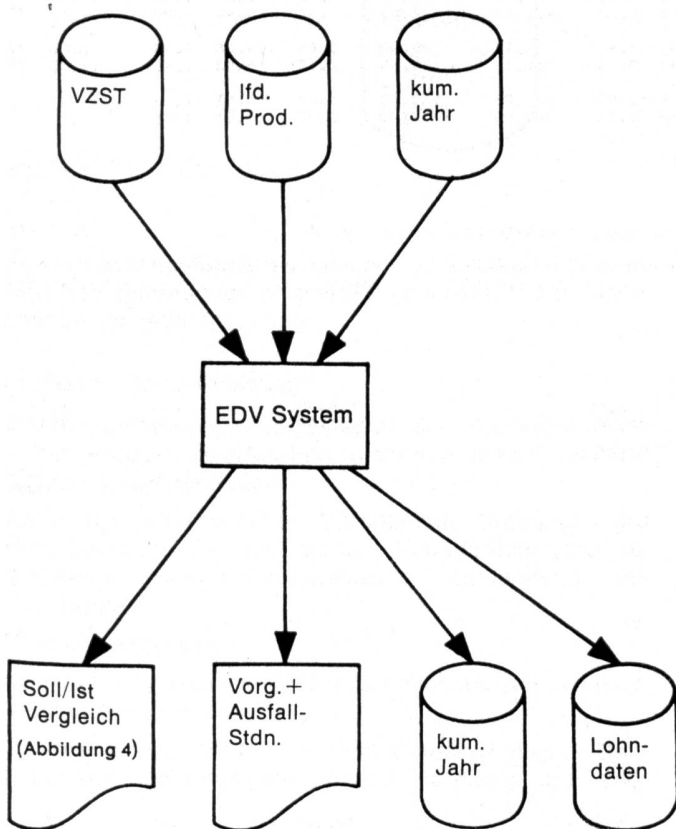 VZST
lfd.
Prod.
kum.
Jahr
EDV System
Soll/Ist
Vergleich
(Abbildung 4)
Vorg. +
Ausfall-
Stdn.
kum.
Jahr
Lohn-
daten